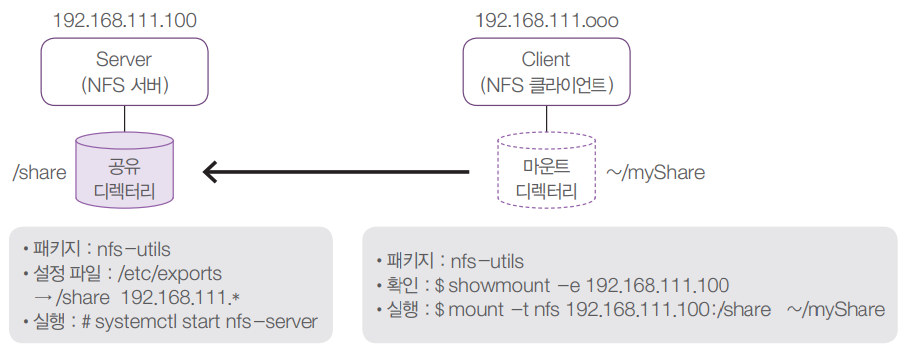 192.168.111.100
Server
(NFS 서버)
/share
공유
디렉터리
• 패키지 : nfs-utils
• 설정 파일 : /etc/exports
→ /share 192.168.111.*
• 실행 : # systemctl start nfs-server
192.168.111.ooo
Client
(NFS 클라이언트)
마운트
디렉터리
~/myShare
• 패키지 : nfs-utils
• 확인 : $ showmount -e 192.168.111.100
• 실행 : $ mount -t nfs 192.168.111.100:/share ~/myShare